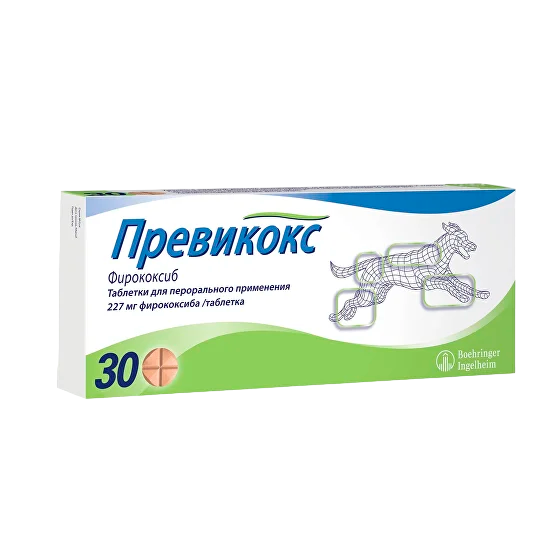 Превикокс
Фирококсиб
Таблетки для перорального применения
227 мг фирококсиба /таблетка
30
Boehringer
Ingelheim